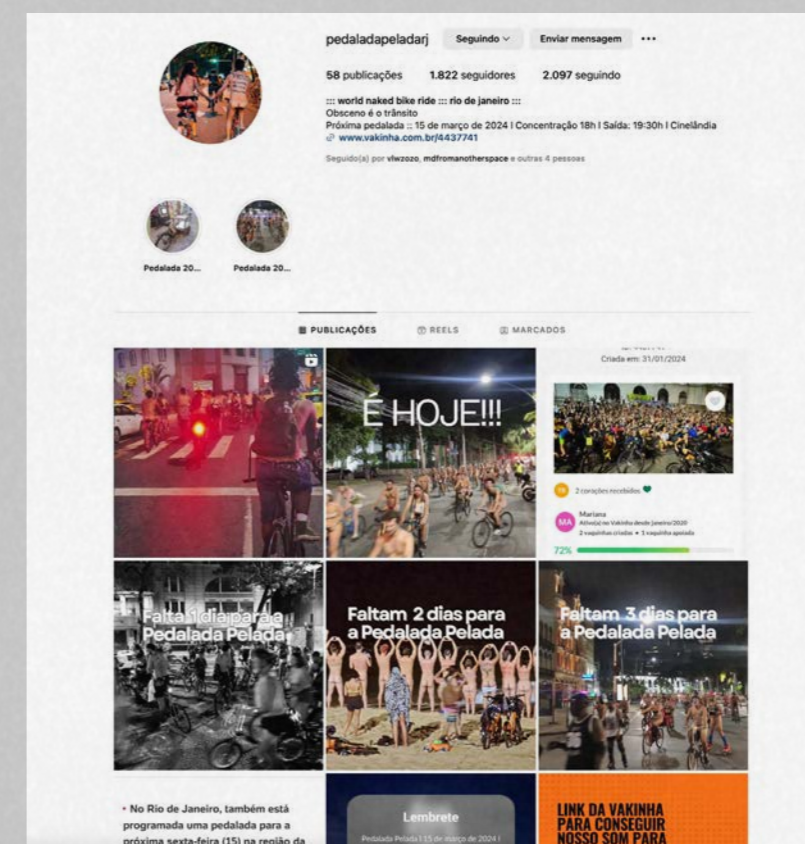 pedaladapeladarj Seguindo Enviar mensagem
58 publicações 1.822 seguidores 2.097 seguindo
::: world naked bike ride ::: rio de janeiro :::
Obsceno é o trânsito
Próxima pedalada :: 15 de março de 2024 I Concentração 18h I Saída: 19:30h I Cinelândia
www.vakinha.com.br/4437741
Seguido(a) por vlwzozo, mdfromanotherspace e outras 4 pessoas
Pedalada 20...
Pedalada 20...
PUBLICAÇÕES REELS MARCADOS
É HOJE!!!
Criada em: 31/01/2024
2 corações recebidos
MA
Mariana
Ativo(a) no Vakinha desde janeiro/2020
2 vaquinhas criadas • 1 vaquinha apoiada
72%
Falta 1 dia para a
Pedalada Pelada
Faltam 2 dias para
a Pedalada Pelada
Faltam 3 dias para
a Pedalada Pelada
• No Rio de Janeiro, também está
programada uma pedalada para a
próxima sexta-feira (15) na região da
Lembrete
Pedalada Pelada I 15 de março de 2024 I
LINK DA VAKINHA
PARA CONSEGUIR
NOSSO SOM PARA